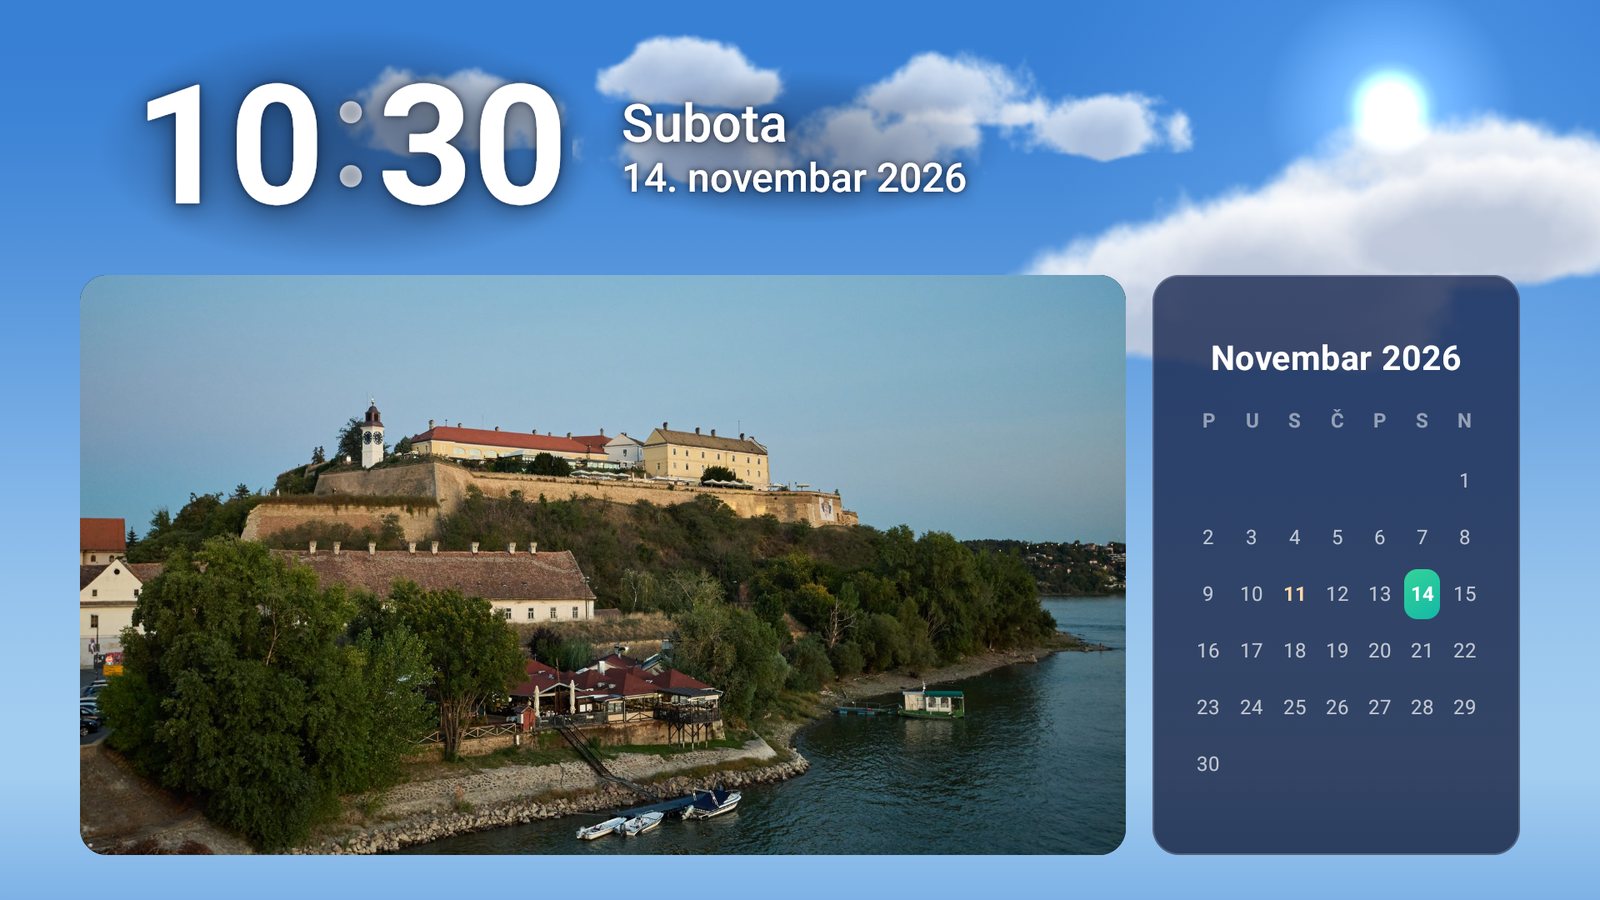 10:30
Subota
14. novembar 2026
Novembar 2026
P U S Č P S N
1
2 3 4 5 6 7 8
9 10 11 12 13 14 15
16 17 18 19 20 21 22
23 24 25 26 27 28 29
30